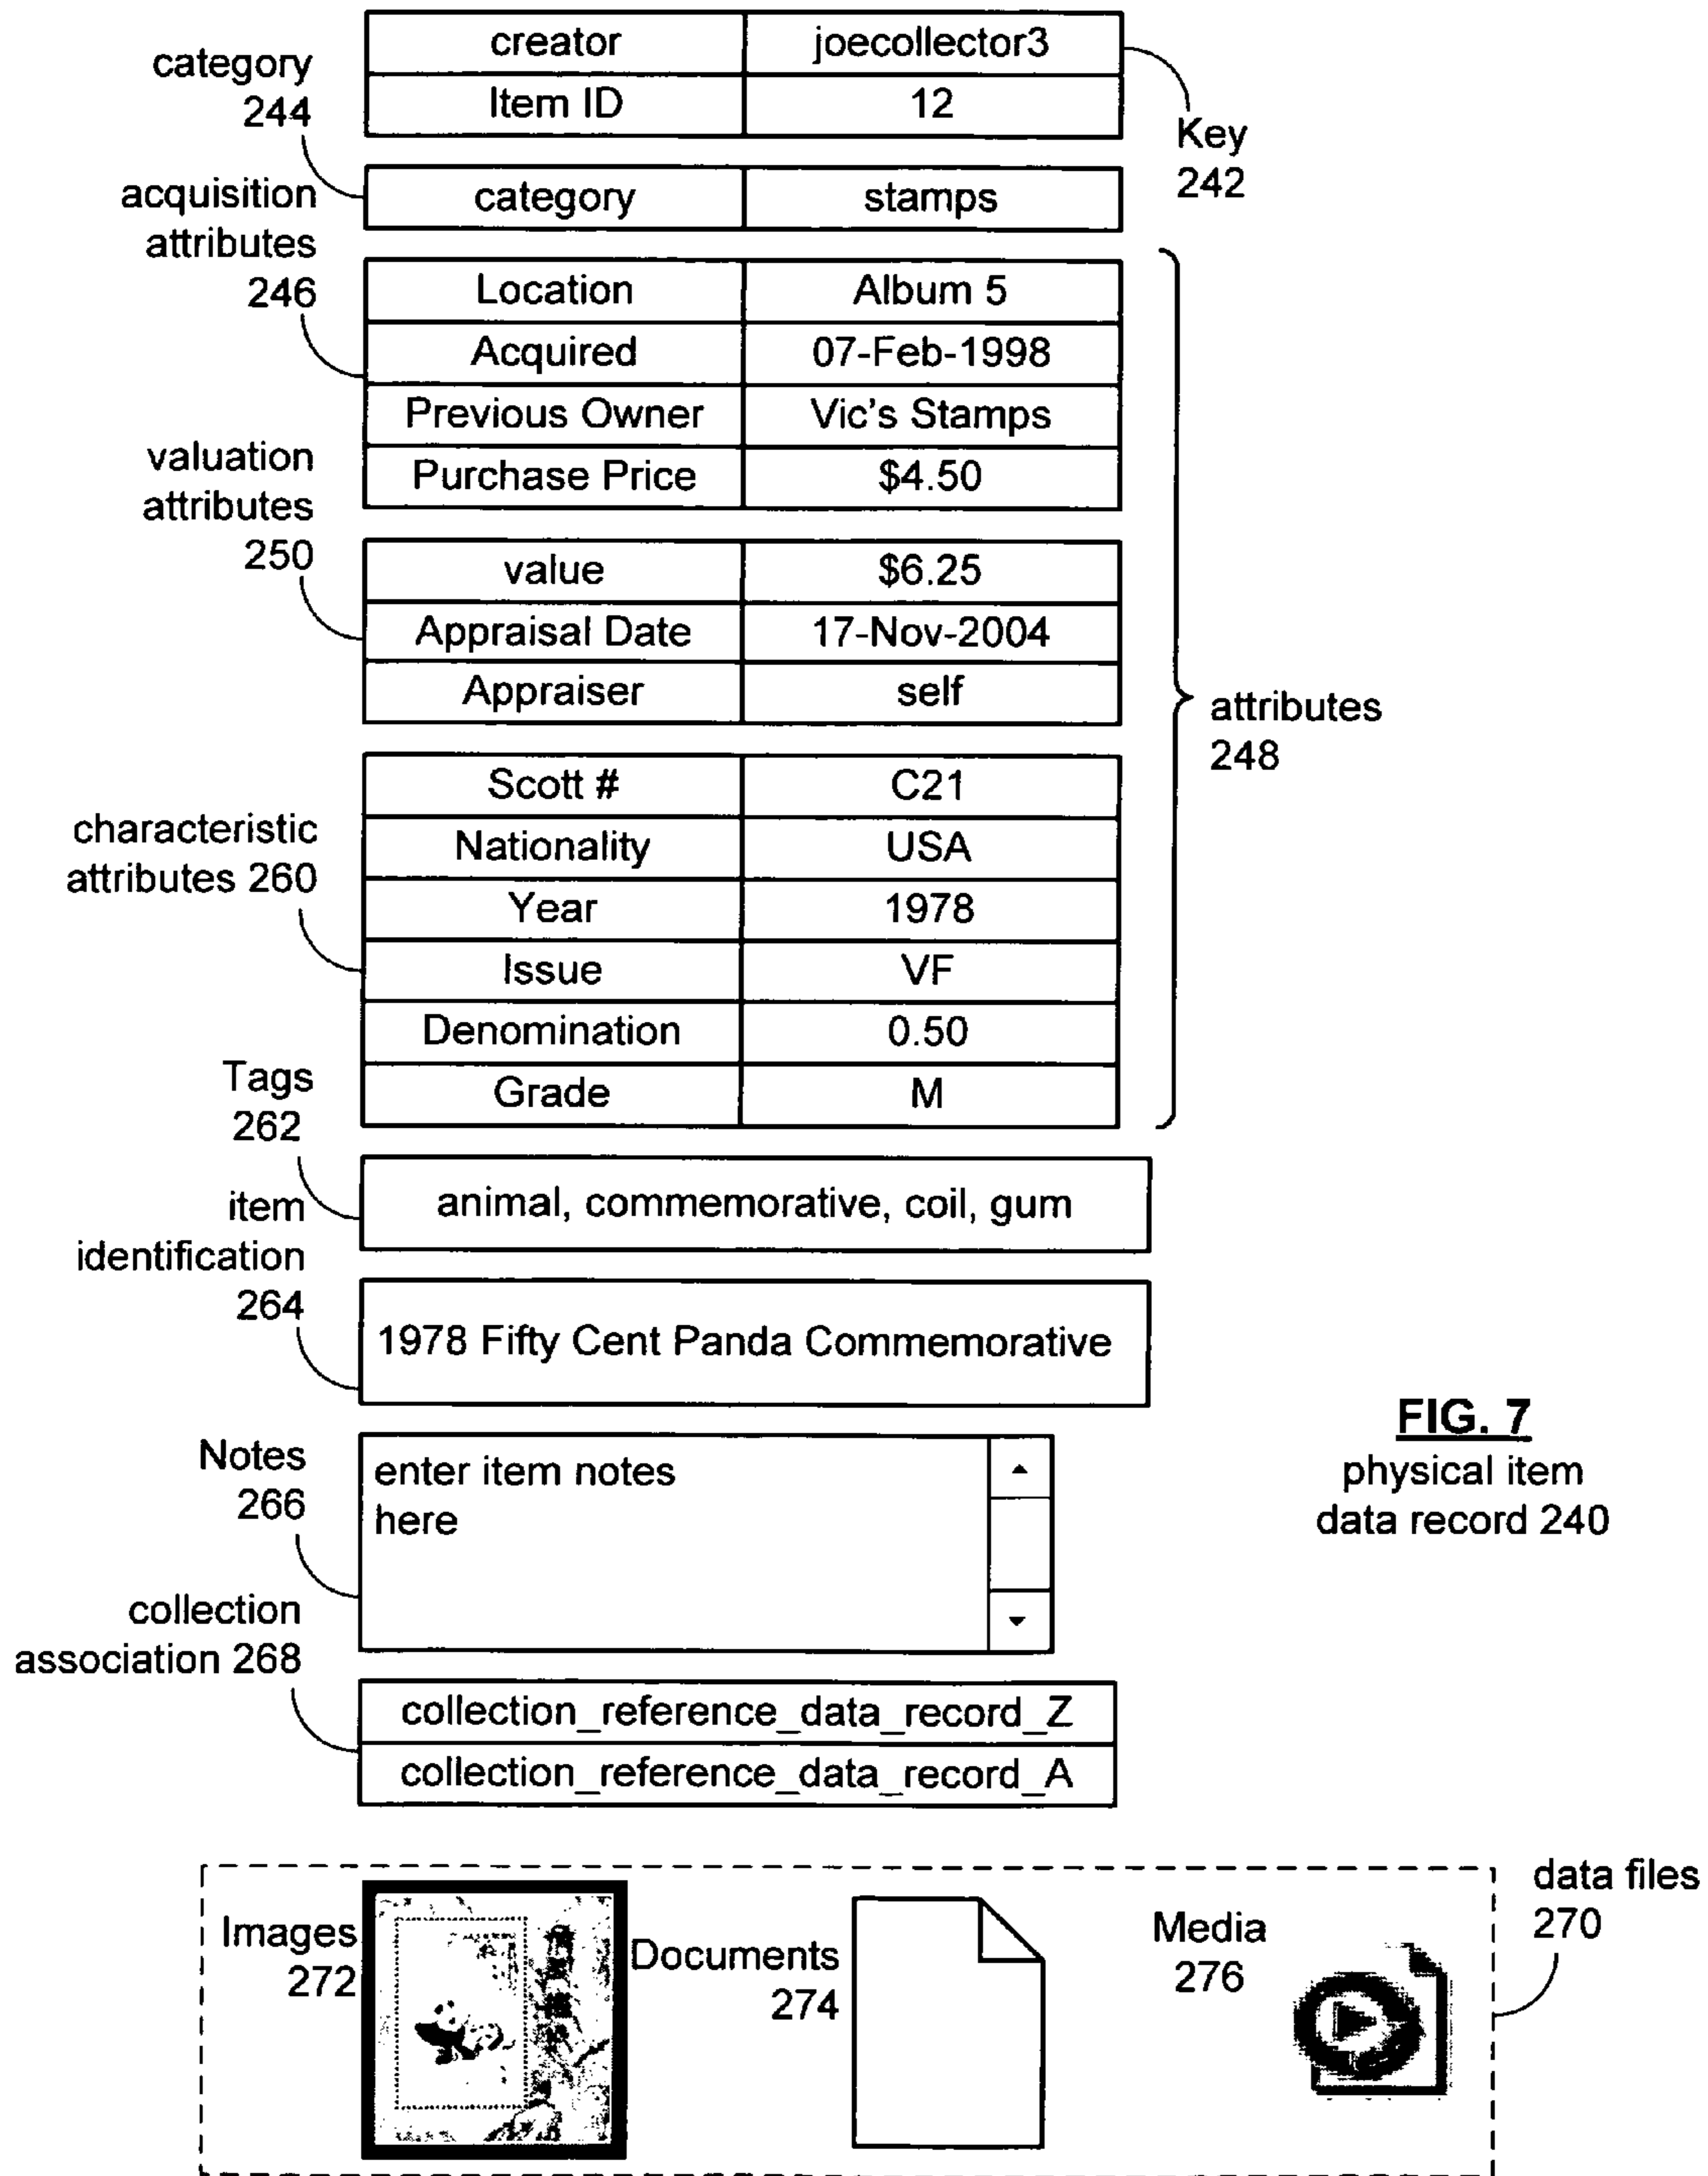 creator joecollector3
Item ID 12
category
244
Key
242
category stamps
acquisition
attributes
246
Location Album 5
Acquired 07-Feb-1998
Previous Owner Vic's Stamps
Purchase Price $4.50
valuation
attributes
250
value $6.25
Appraisal Date 17-Nov-2004
Appraiser self
attributes
248
Scott # C21
Nationality USA
Year 1978
Issue VF
Denomination 0.50
Grade M
characteristic
attributes 260
Tags
262
animal, commemorative, coil, gum
item
identification
264
1978 Fifty Cent Panda Commemorative
Notes
266
enter item notes
here
FIG. 7
physical item
data record 240
collection
association 268
collection_reference_data_record_Z
collection_reference_data_record_A
data files
270
Images
272
Documents
274
Media
276